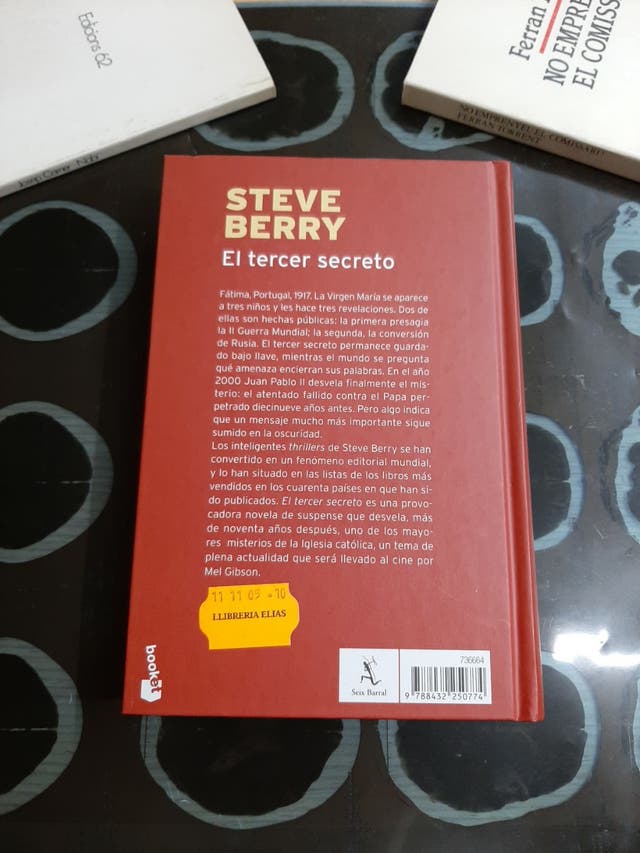 Edicions 62
Ferran
NO EMPRE
EL COMISS
NO EMPRENYEU EL COMISSARI
FERRAN TORRENT
STEVE
BERRY
El tercer secreto
Fátima, Portugal, 1917. La Virgen María se aparece
a tres niños y les hace tres revelaciones. Dos de
ellas son hechas públicas: la primera presagia
la II Guerra Mundial; la segunda, la conversión
de Rusia. El tercer secreto permanece guarda-
do bajo llave, mientras el mundo se pregunta
qué amenaza encierran sus palabras. En el año
2000 Juan Pablo II desvela finalmente el mis-
terio: el atentado fallido contra el Papa per-
petrado diecinueve años antes. Pero algo indica
que un mensaje mucho más importante sigue
sumido en la oscuridad.
Los inteligentes thrillers de Steve Berry se han
convertido en un fenómeno editorial mundial,
y lo han situado en las listas de los libros más
vendidos en los cuarenta países en que han si-
do publicados. El tercer secreto es una provo-
cadora novela de suspense que desvela, más
de noventa años después, uno de los mayo-
res misterios de la Iglesia católica, un tema de
plena actualidad que será llevado al cine por
Mel Gibson.
11 11 05 10
LLIBRERIA ELIAS
booket
Seix Barral
736664
9 788432 250774